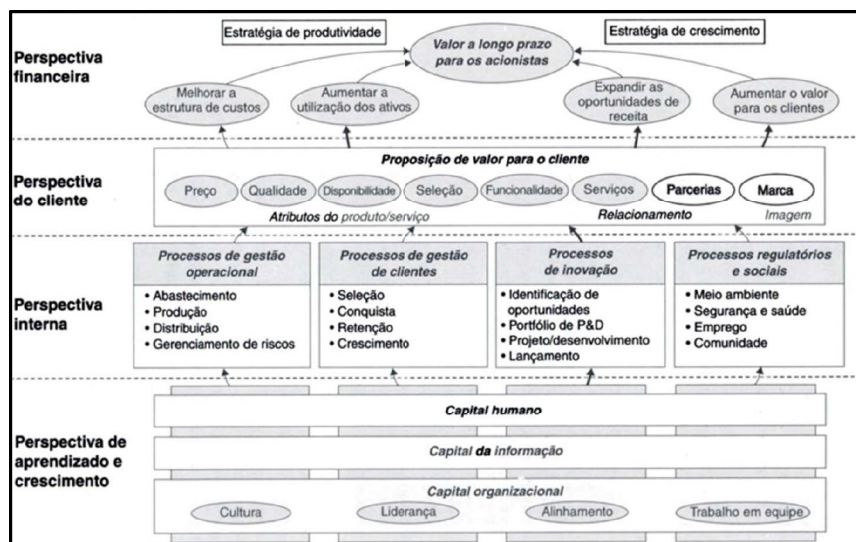 Estratégia de produtividade
Estratégia de crescimento
Perspectiva
financeira
Valor a longo prazo
para os acionistas
Melhorar a
estrutura de custos
Aumentar a
utilização dos ativos
Expandir as
oportunidades de
receita
Aumentar o valor
para os clientes
Perspectiva
do cliente
Proposição de valor para o cliente
Preço
Qualidade
Disponibilidade
Seleção
Funcionalidade
Serviços
Parcerias
Marca
Atributos do produto/serviço
Relacionamento
Imagem
Perspectiva
interna
Processos de gestão
operacional
• Abastecimento
• Produção
• Distribuição
• Gerenciamento de riscos
Processos de gestão
de clientes
• Seleção
• Conquista
• Retenção
• Crescimento
Processos
de inovação
• Identificação de
oportunidades
• Portfólio de P&D
• Projeto/desenvolvimento
• Lançamento
Processos regulatórios
e sociais
• Meio ambiente
• Segurança e saúde
• Emprego
• Comunidade
Perspectiva de
aprendizado e
crescimento
Capital humano
Capital da informação
Capital organizacional
Cultura
Liderança
Alinhamento
Trabalho em equipe